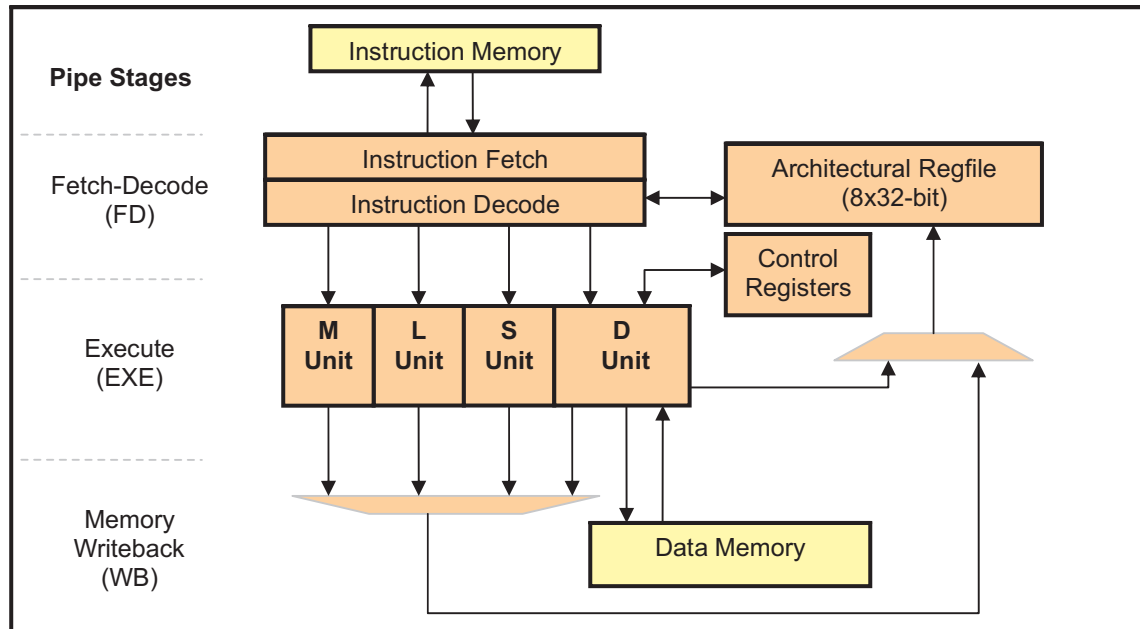 Instruction Memory
Pipe Stages
Instruction Fetch
Instruction Decode
Fetch-Decode
(FD)
Architectural Regfile
(8x32-bit)
Control
Registers
M
Unit
L
Unit
S
Unit
D
Unit
Execute
(EXE)
Memory
Writeback
(WB)
Data Memory